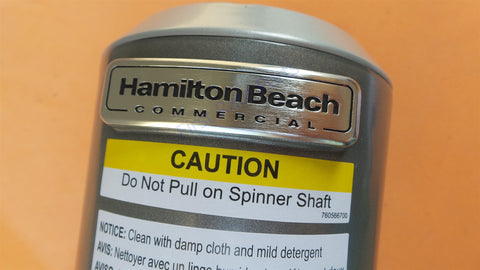 Hamilton Beach
COMMERCIAL
CAUTION
Do Not Pull on Spinner Shaft
760586700
NOTICE: Clean with damp cloth and mild detergent
AVIS: Nettoyer avec un linge